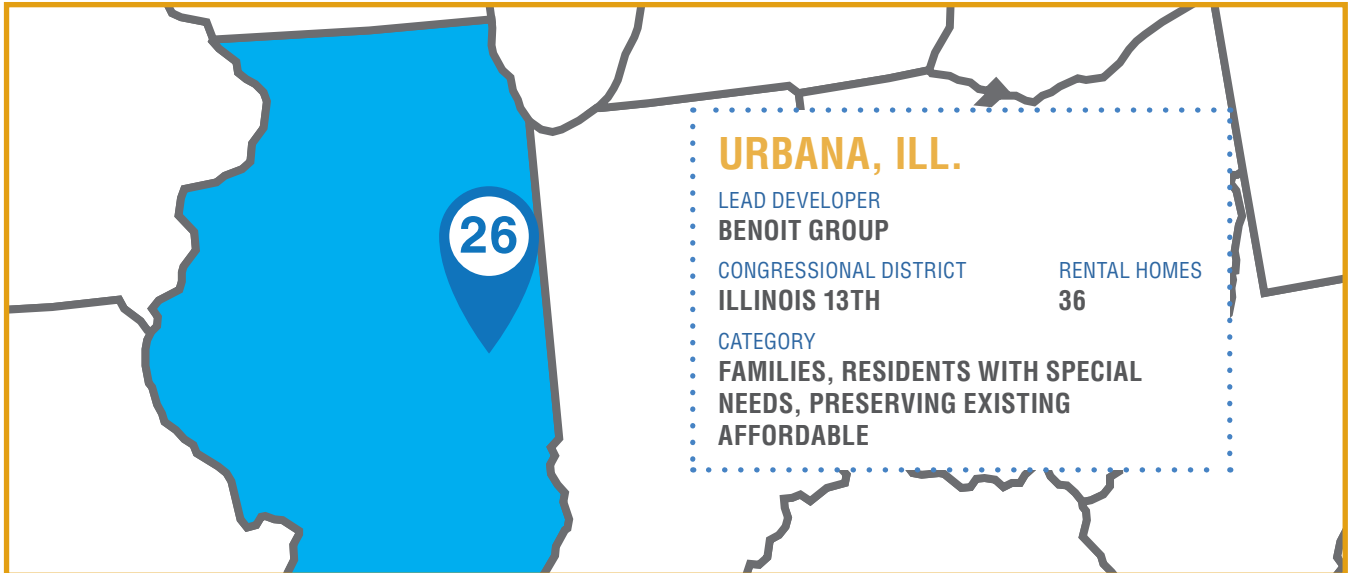 26
URBANA, ILL.
LEAD DEVELOPER
BENOIT GROUP
CONGRESSIONAL DISTRICT
ILLINOIS 13TH
RENTAL HOMES
36
CATEGORY
FAMILIES, RESIDENTS WITH SPECIAL
NEEDS, PRESERVING EXISTING
AFFORDABLE